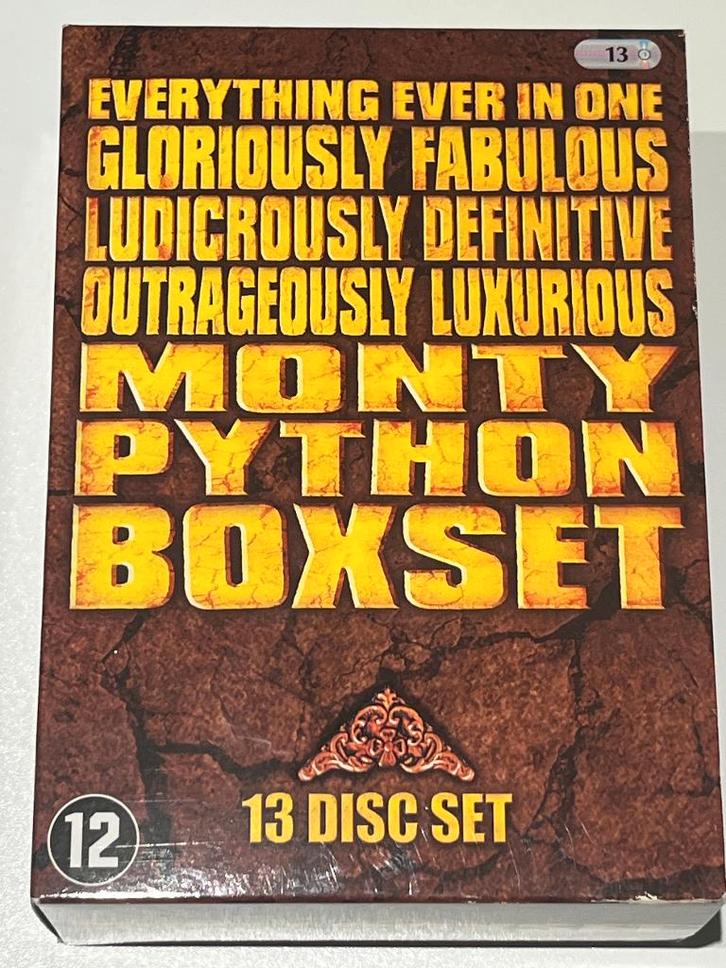 13
EVERYTHING EVER IN ONE
GLORIOUSLY FABULOUS
LUDICROUSLY DEFINITIVE
OUTRAGEOUSLY LUXURIOUS
MONTY
PYTHON
BOXSET
13 DISC SET
12